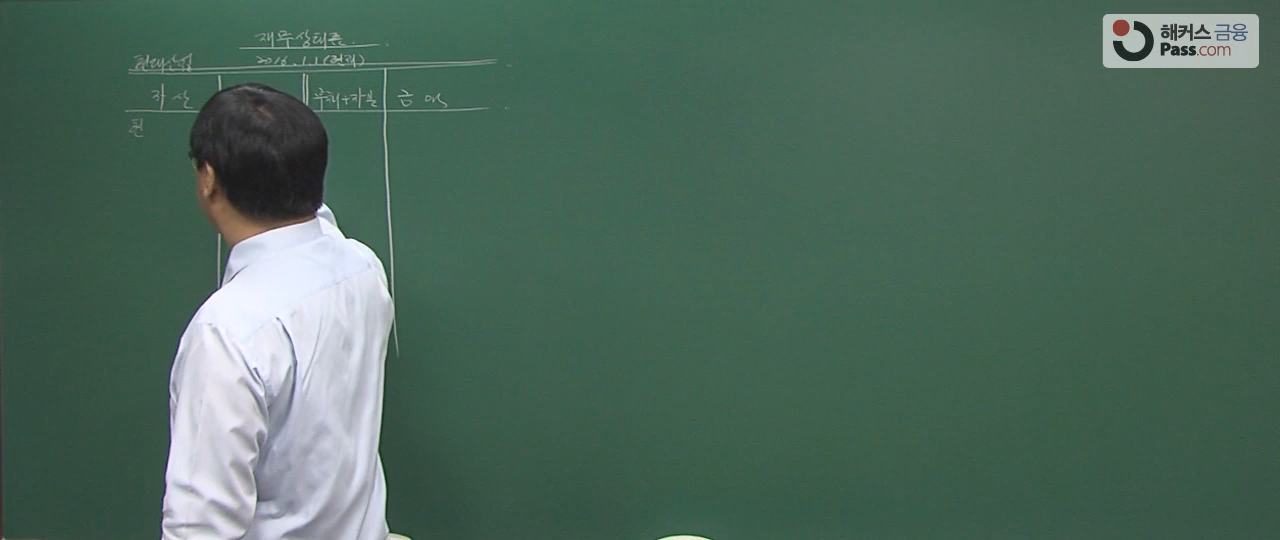 재무상태표
2016.1.1(현재)
자산 부채+자본 금액
현
해커스 금융
Pass.com